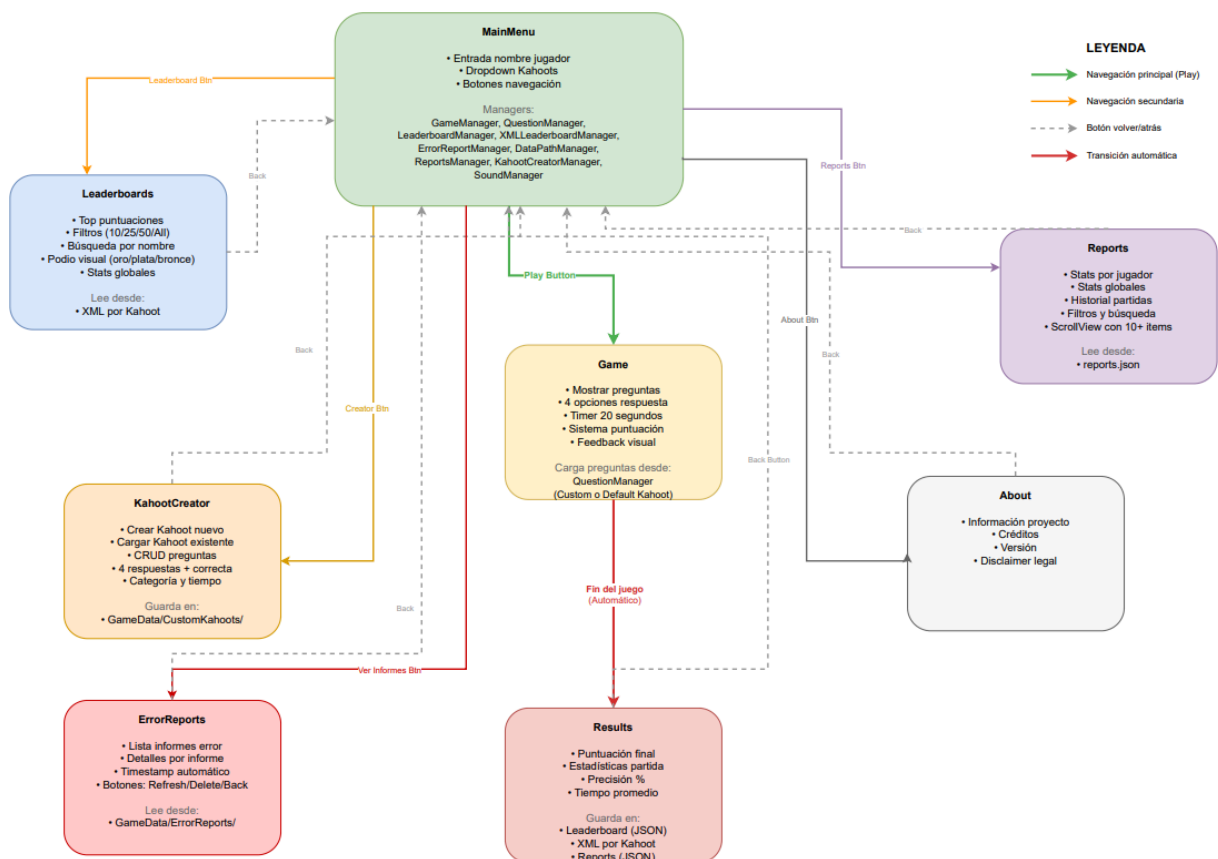 MainMenu
• Entrada nombre jugador
• Dropdown Kahoots
• Botones navegación
Managers:
GameManager, QuestionManager,
LeaderboardManager, XMLLeaderboardManager,
ErrorReportManager, DataPathManager,
ReportsManager, KahootCreatorManager,
SoundManager
LEYENDA
Navegación principal (Play)
Navegación secundaria
Botón volver/atrás
Transición automática
Leaderboard Btn
Back
Reports Btn
Leaderboards
• Top puntuaciones
• Filtros (10/25/50/All)
• Búsqueda por nombre
• Podio visual (oro/plata/bronce)
• Stats globales
Lee desde:
• XML por Kahoot
Back
Reports
• Stats por jugador
• Stats globales
• Historial partidas
• Filtros y búsqueda
• ScrollView con 10+ items
Lee desde:
• reports.json
Play Button
About Btn
Back
Back
Game
• Mostrar preguntas
• 4 opciones respuesta
• Timer 20 segundos
• Sistema puntuación
• Feedback visual
Carga preguntas desde:
QuestionManager
(Custom o Default Kahoot)
Creator Btn
Back Button
KahootCreator
• Crear Kahoot nuevo
• Cargar Kahoot existente
• CRUD preguntas
• 4 respuestas + correcta
• Categoría y tiempo
Guarda en:
• GameData/CustomKahoots/
About
• Información proyecto
• Créditos
• Versión
• Disclaimer legal
Fin del juego
(Automático)
Back
Ver Informes Btn
ErrorReports
• Lista informes error
• Detalles por informe
• Timestamp automático
• Botones: Refresh/Delete/Back
Lee desde:
• GameData/ErrorReports/
Results
• Puntuación final
• Estadísticas partida
• Precisión %
• Tiempo promedio
Guarda en:
• Leaderboard (JSON)
• XML por Kahoot
• Reports (JSON)